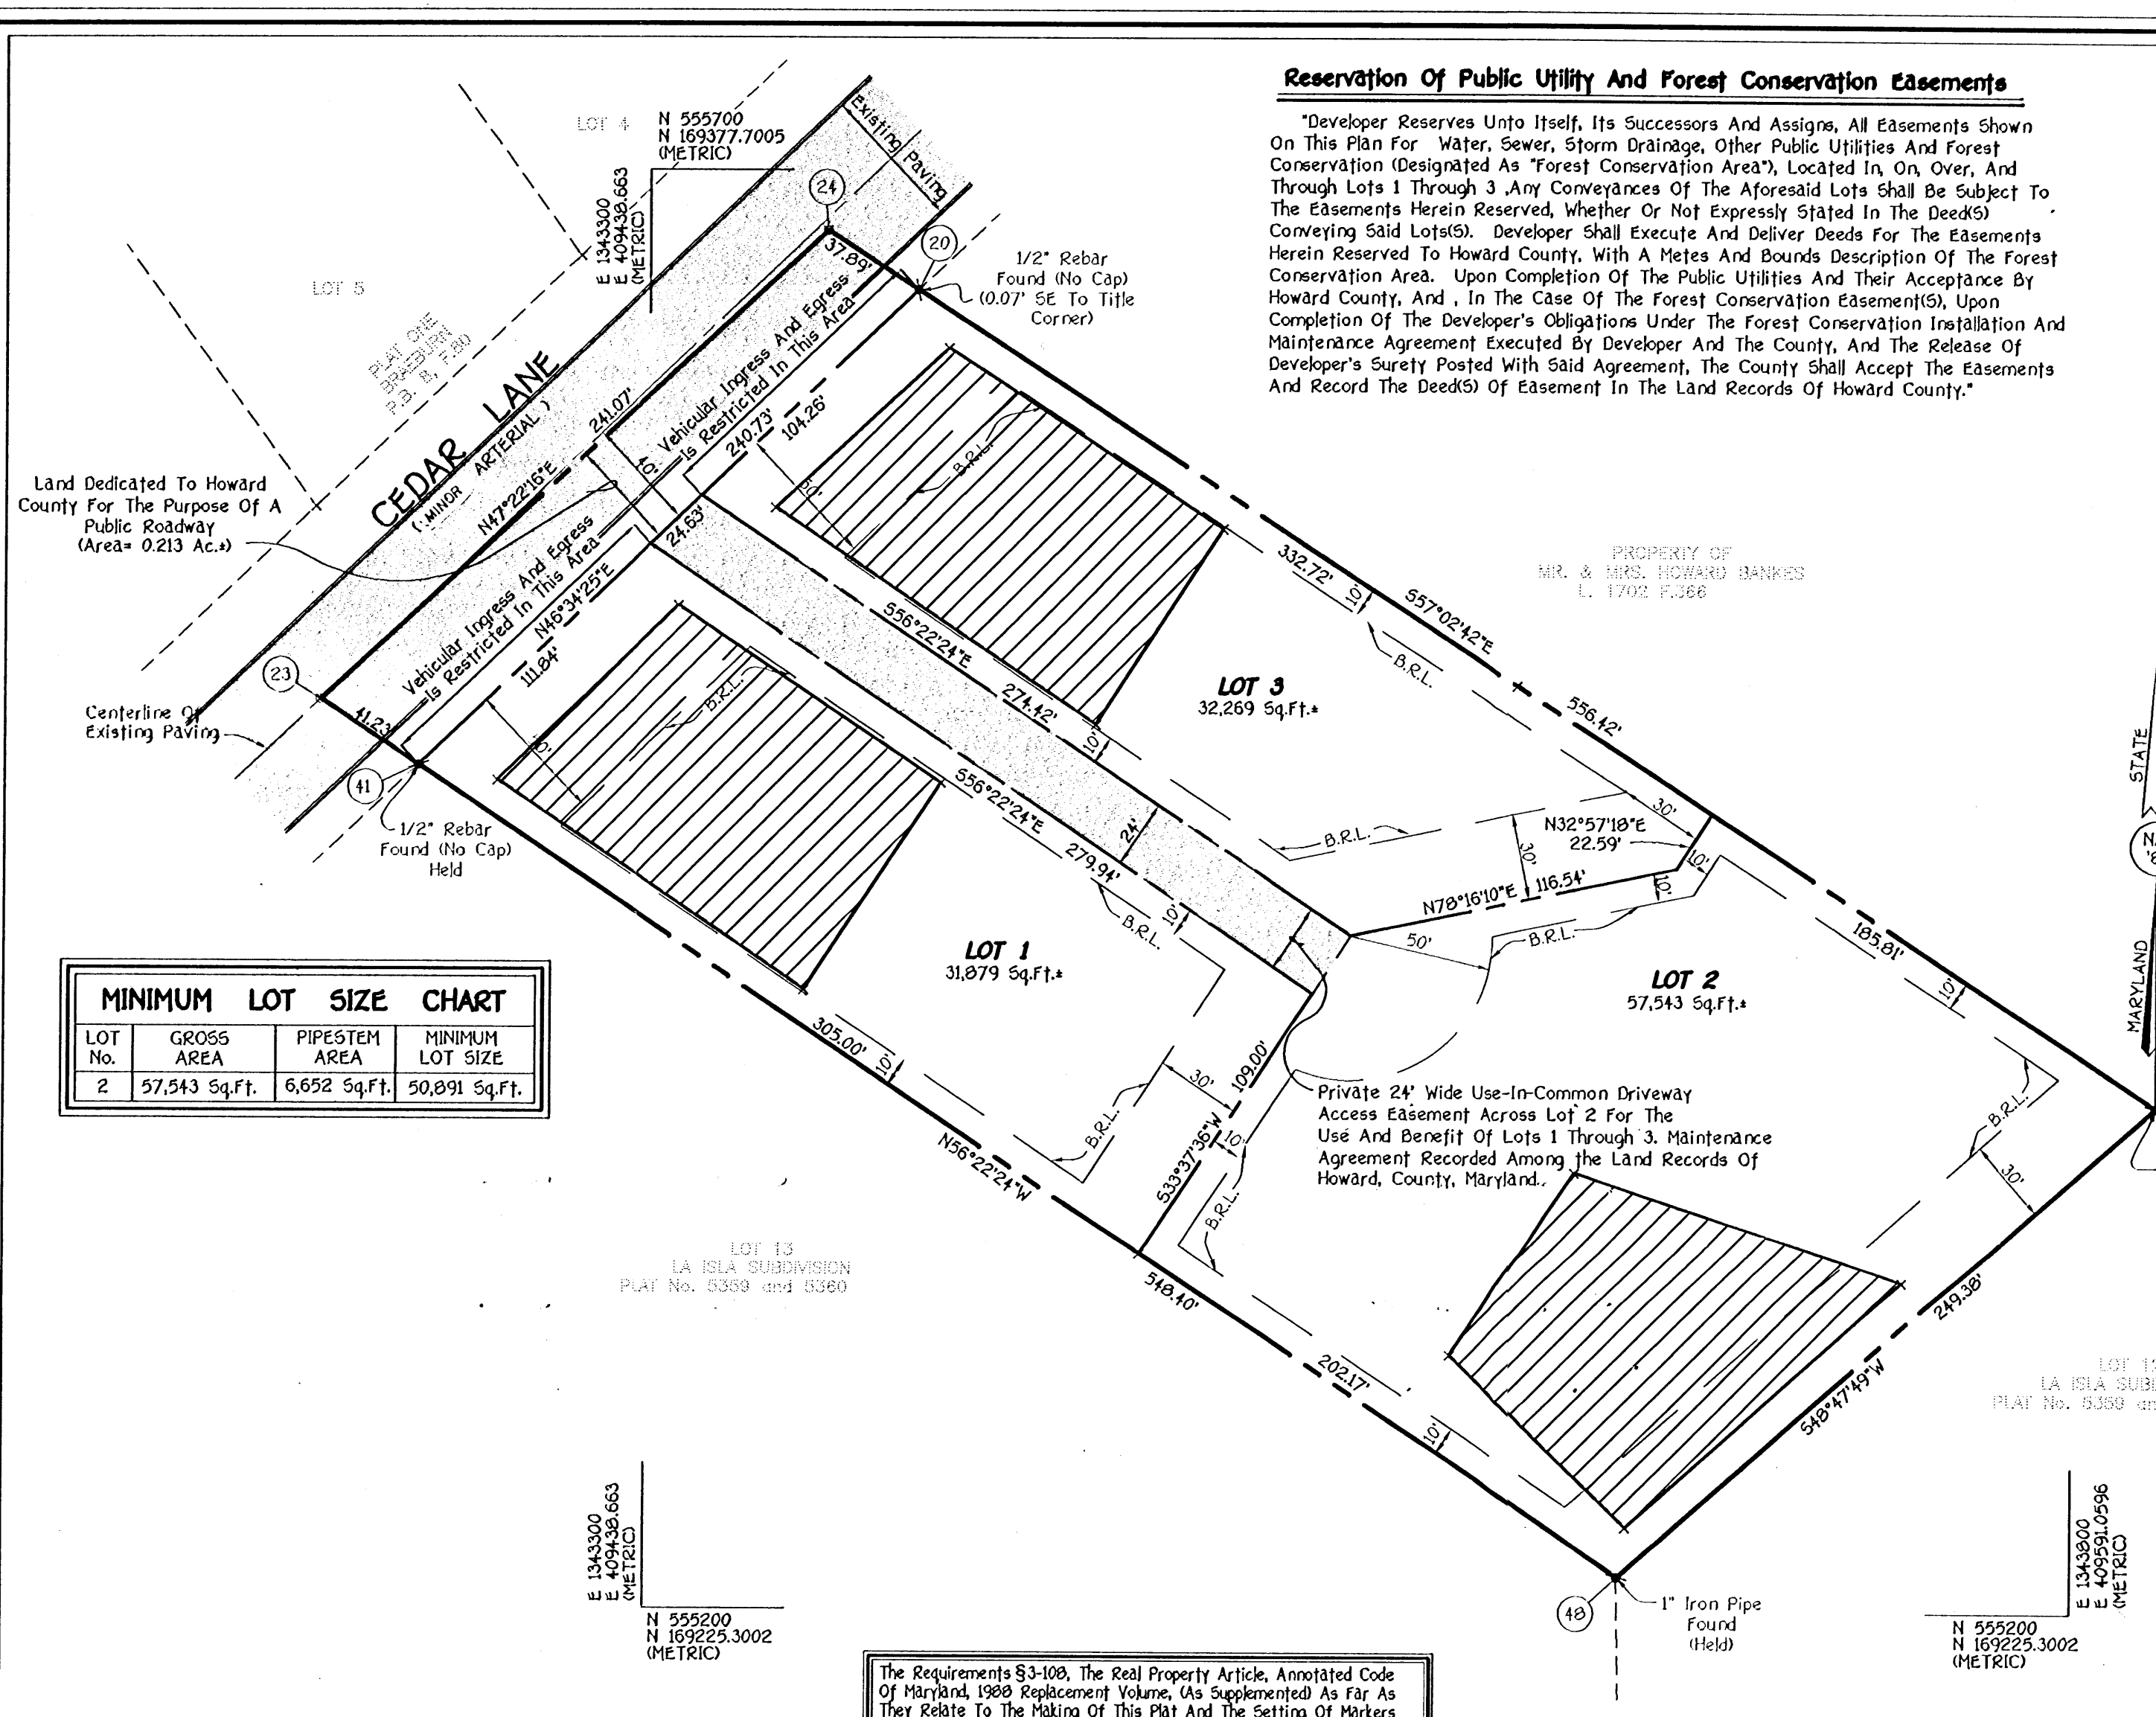 Reservation Of Public Utility And Forest Conservation Easements
"Developer Reserves Unto Itself, Its Successors And Assigns, All Easements Shown
On This Plan For Water, Sewer, Storm Drainage, Other Public Utilities And Forest
Conservation (Designated As "Forest Conservation Area"), Located In, On, Over, And
Through Lots 1 Through 3 ,Any Conveyances Of The Aforesaid Lots Shall Be Subject To
The Easements Herein Reserved, Whether Or Not Expressly Stated In The Deed(S)
Conveying Said Lots(S). Developer Shall Execute And Deliver Deeds For The Easements
Herein Reserved To Howard County, With A Metes And Bounds Description Of The Forest
Conservation Area. Upon Completion Of The Public Utilities And Their Acceptance By
Howard County, And , In The Case Of The Forest Conservation Easement(S), Upon
Completion Of The Developer's Obligations Under The Forest Conservation Installation And
Maintenance Agreement Executed By Developer And The County, And The Release Of
Developer's Surety Posted With Said Agreement, The County Shall Accept The Easements
And Record The Deed(S) Of Easement In The Land Records Of Howard County."
LOT 4
N 555700
N 169377.7005
(METRIC)
E 1343300
E 409438.663
(METRIC)
Existing Paving
24
37.89'
20
1/2" Rebar
Found (No Cap)
(0.07' SE To Title
Corner)
LOT 5
PLAT ONE
BRAEBURN
P.B. 8, F.80
CEDAR LANE
( MINOR ARTERIAL )
241.07'
N47°22'16"E
Vehicular Ingress And Egress
Is Restricted In This Area
240.73'
104.26'
40'
50'
B.R.L.
Land Dedicated To Howard
County For The Purpose Of A
Public Roadway
(Area= 0.213 Ac.±)
24.63'
Vehicular Ingress And Egress
Is Restricted In This Area
N46°34'25"E
111.84'
23
Centerline Of
Existing Paving
41.23'
41
1/2" Rebar
Found (No Cap)
Held
B.R.L.
S56°22'24"E
274.42'
10'
332.72'
10'
S57°02'42"E
B.R.L.
556.42'
PROPERTY OF
MR. & MRS. HOWARD BANKES
L. 1702 F.366
LOT 3
32,269 Sq.Ft.±
S56°22'24"E
279.94'
24'
10'
B.R.L.
B.R.L.
N32°57'18"E
22.59'
30'
30'
10'
N78°16'10"E 116.54'
10'
50'
B.R.L.
185.81'
10'
LOT 1
31,879 Sq.Ft.±
LOT 2
57,543 Sq.Ft.±
STATE
MARYLAND
MINIMUM LOT SIZE CHART
LOT No. GROSS AREA PIPESTEM AREA MINIMUM LOT SIZE
2 57,543 Sq.Ft. 6,652 Sq.Ft. 50,891 Sq.Ft.
305.00'
10'
30'
109.00'
B.R.L.
S33°37'36"W
10'
B.R.L.
Private 24' Wide Use-In-Common Driveway
Access Easement Across Lot 2 For The
Use And Benefit Of Lots 1 Through 3. Maintenance
Agreement Recorded Among the Land Records Of
Howard, County, Maryland..
B.R.L.
30'
N56°22'24"W
548.40'
202.17'
10'
249.38'
S48°47'49"W
LOT 13
LA ISLA SUBDIVISION
PLAT No. 5359 and 5360
LA ISLA
PLAT No. 5359
48
1" Iron Pipe
Found
(Held)
E 1343300
E 409438.663
(METRIC)
N 555200
N 169225.3002
(METRIC)
E 1343800
E 409591.0596
(METRIC)
N 555200
N 169225.3002
(METRIC)
The Requirements §3-108, The Real Property Article, Annotated Code
Of Maryland, 1988 Replacement Volume, (As Supplemented) As Far As
They Relate To The Making Of This Plat And The Setting Of Markers